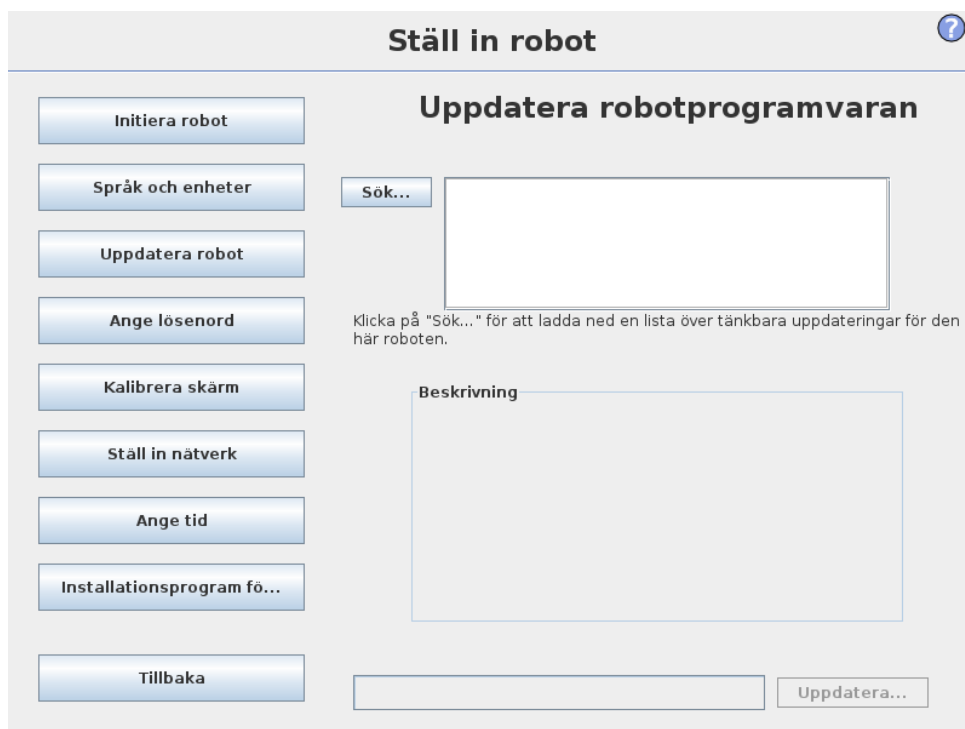 Ställ in robot
?
Initiera robot
Språk och enheter
Uppdatera robot
Ange lösenord
Kalibrera skärm
Ställ in nätverk
Ange tid
Installationsprogram fö...
Tillbaka
Uppdatera robotprogramvaran
Sök...
Klicka på "Sök..." för att ladda ned en lista över tänkbara uppdateringar för den
här roboten.
Beskrivning
Uppdatera...